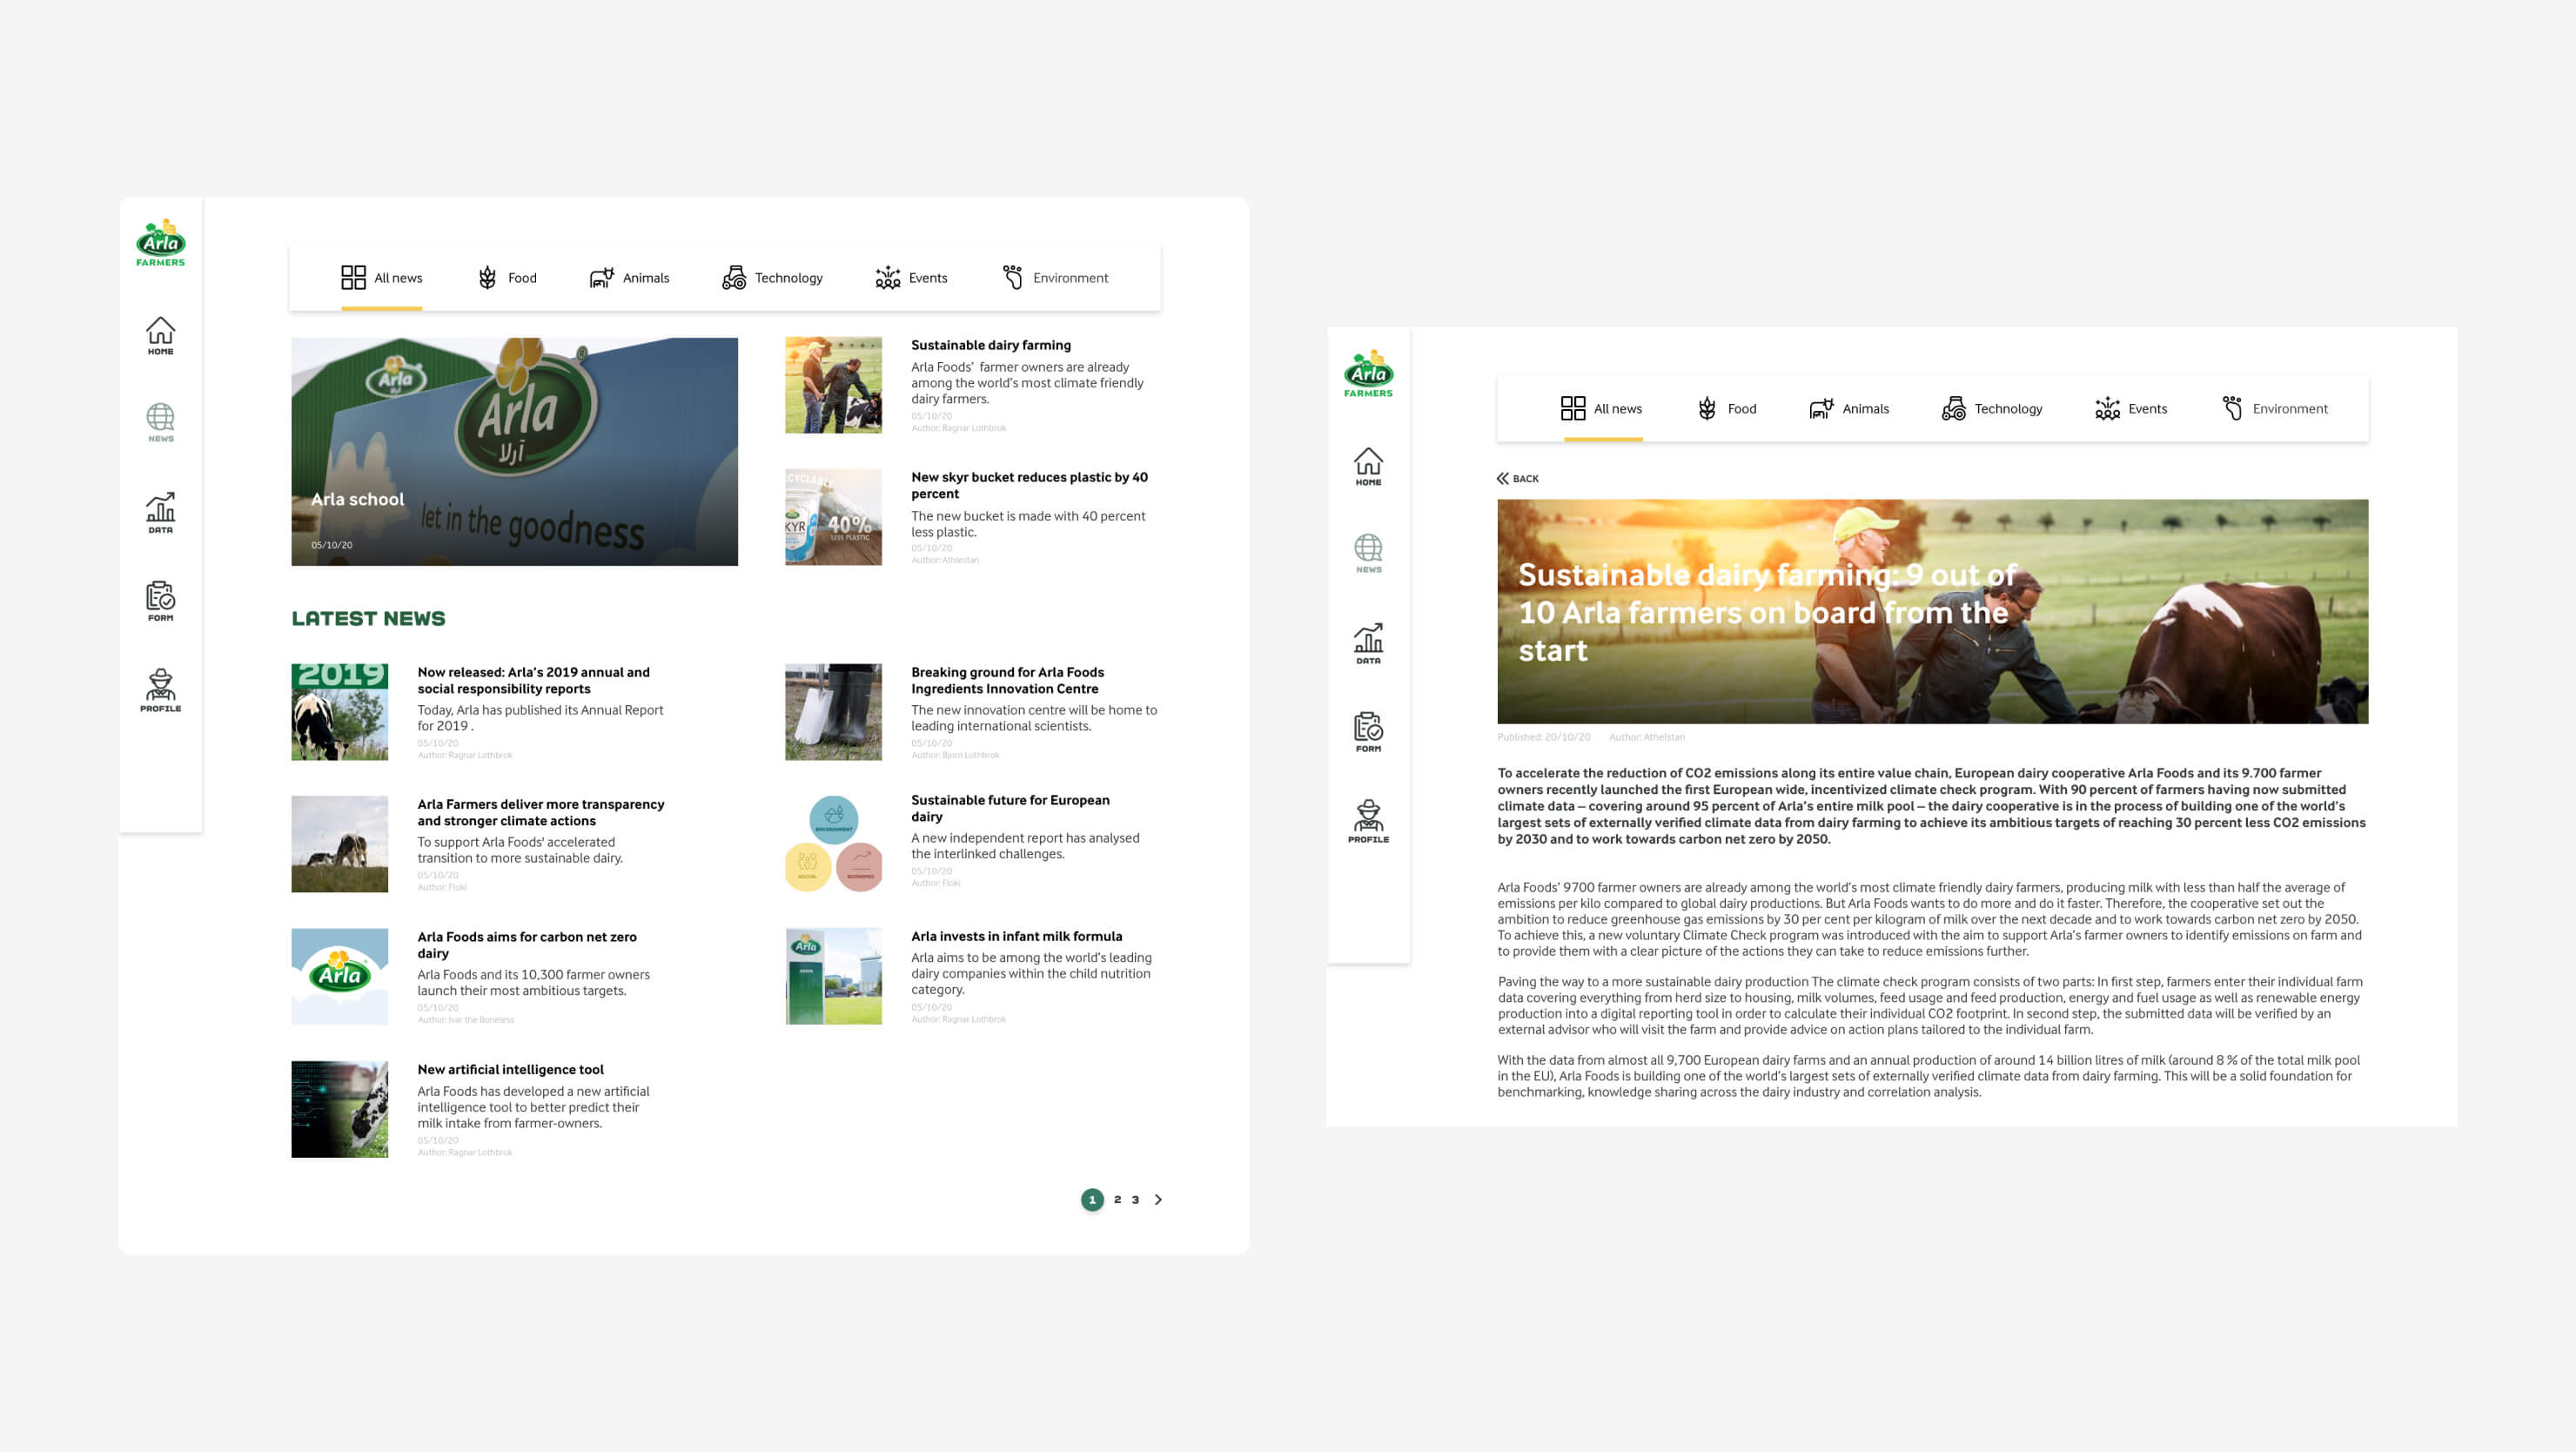 Arla
FARMERS
HOME
NEWS
DATA
FORM
PROFILE
All news
Food
Animals
Technology
Events
Environment
Arla
Arla
آرلا
let in the goodness
Arla school
05/10/20
Sustainable dairy farming
Arla Foods’ farmer owners are already
among the world’s most climate friendly
dairy farmers.
05/10/20
Author: Ragnar Lothbrok
40%
LESS PLASTIC
New skyr bucket reduces plastic by 40
percent
The new bucket is made with 40 percent
less plastic.
05/10/20
Author: Athlestan
LATEST NEWS
2019
Now released: Arla’s 2019 annual and
social responsibility reports
Today, Arla has published its Annual Report
for 2019 .
05/10/20
Author: Ragnar Lothbrok
Arla Farmers deliver more transparency
and stronger climate actions
To support Arla Foods' accelerated
transition to more sustainable dairy.
05/10/20
Author: Floki
Arla
Arla Foods aims for carbon net zero
dairy
Arla Foods and its 10,300 farmer owners
launch their most ambitious targets.
05/10/20
Author: Ivar the Boneless
New artificial intelligence tool
Arla Foods has developed a new artificial
intelligence tool to better predict their
milk intake from farmer-owners.
05/10/20
Author: Ragnar Lothbrok
Breaking ground for Arla Foods
Ingredients Innovation Centre
The new innovation centre will be home to
leading international scientists.
05/10/20
Author: Bjorn Lothbrok
ENVIRONMENT
SOCIAL
ECONOMIC
Sustainable future for European
dairy
A new independent report has analysed
the interlinked challenges.
05/10/20
Author: Floki
Arla
Arla invests in infant milk formula
Arla aims to be among the world’s leading
dairy companies within the child nutrition
category.
05/10/20
Author: Ragnar Lothbrok
1 2 3
Arla
FARMERS
HOME
NEWS
DATA
FORM
PROFILE
All news
Food
Animals
Technology
Events
Environment
BACK
Sustainable dairy farming: 9 out of
10 Arla farmers on board from the
start
Published: 20/10/20 Author: Athelstan
To accelerate the reduction of CO2 emissions along its entire value chain, European dairy cooperative Arla Foods and its 9.700 farmer
owners recently launched the first European wide, incentivized climate check program. With 90 percent of farmers having now submitted
climate data – covering around 95 percent of Arla’s entire milk pool – the dairy cooperative is in the process of building one of the world’s
largest sets of externally verified climate data from dairy farming to achieve its ambitious targets of reaching 30 percent less CO2 emissions
by 2030 and to work towards carbon net zero by 2050.
Arla Foods’ 9700 farmer owners are already among the world’s most climate friendly dairy farmers, producing milk with less than half the average of
emissions per kilo compared to global dairy productions. But Arla Foods wants to do more and do it faster. Therefore, the cooperative set out the
ambition to reduce greenhouse gas emissions by 30 per cent per kilogram of milk over the next decade and to work towards carbon net zero by 2050.
To achieve this, a new voluntary Climate Check program was introduced with the aim to support Arla’s farmer owners to identify emissions on farm and
to provide them with a clear picture of the actions they can take to reduce emissions further.
Paving the way to a more sustainable dairy production The climate check program consists of two parts: In first step, farmers enter their individual farm
data covering everything from herd size to housing, milk volumes, feed usage and feed production, energy and fuel usage as well as renewable energy
production into a digital reporting tool in order to calculate their individual CO2 footprint. In second step, the submitted data will be verified by an
external advisor who will visit the farm and provide advice on action plans tailored to the individual farm.
With the data from almost all 9,700 European dairy farms and an annual production of around 14 billion litres of milk (around 8 % of the total milk pool
in the EU), Arla Foods is building one of the world’s largest sets of externally verified climate data from dairy farming. This will be a solid foundation for
benchmarking, knowledge sharing across the dairy industry and correlation analysis.